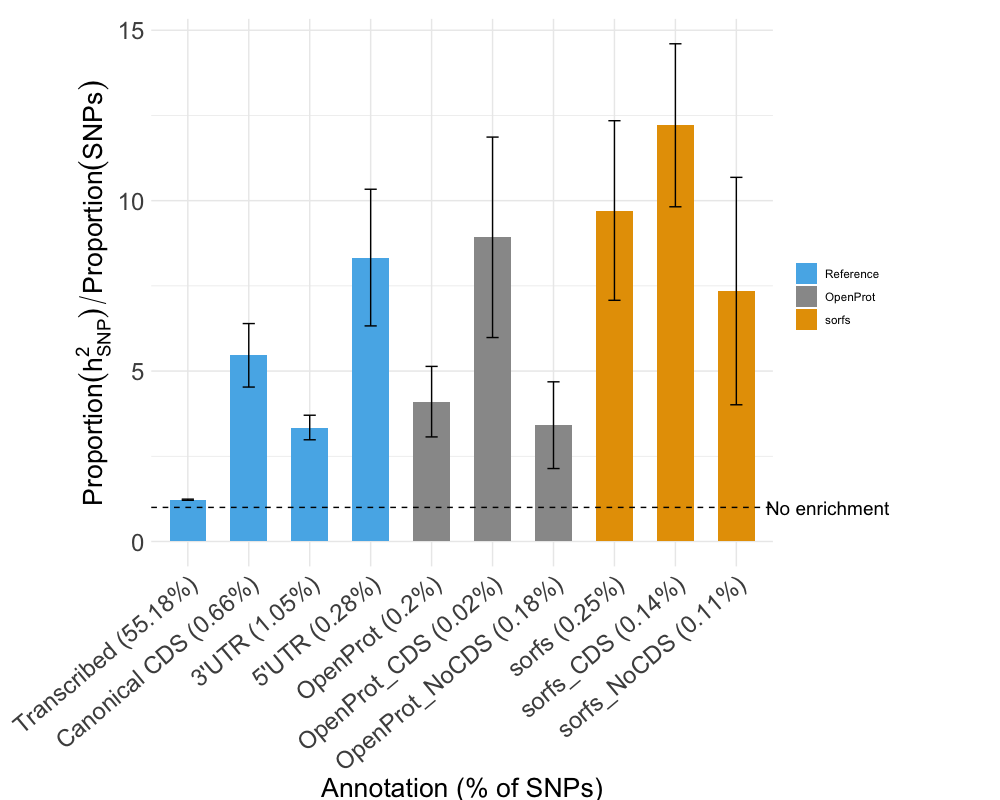 15
10
5
0
Proportion(h²SNP)/Proportion(SNPs)
No enrichment
Reference
OpenProt
sorfs
Transcribed (55.18%)
Canonical CDS (0.66%)
3'UTR (1.05%)
5'UTR (0.28%)
OpenProt (0.2%)
OpenProt_CDS (0.02%)
OpenProt_NoCDS (0.18%)
sorfs (0.25%)
sorfs_CDS (0.14%)
sorfs_NoCDS (0.11%)
Annotation (% of SNPs)